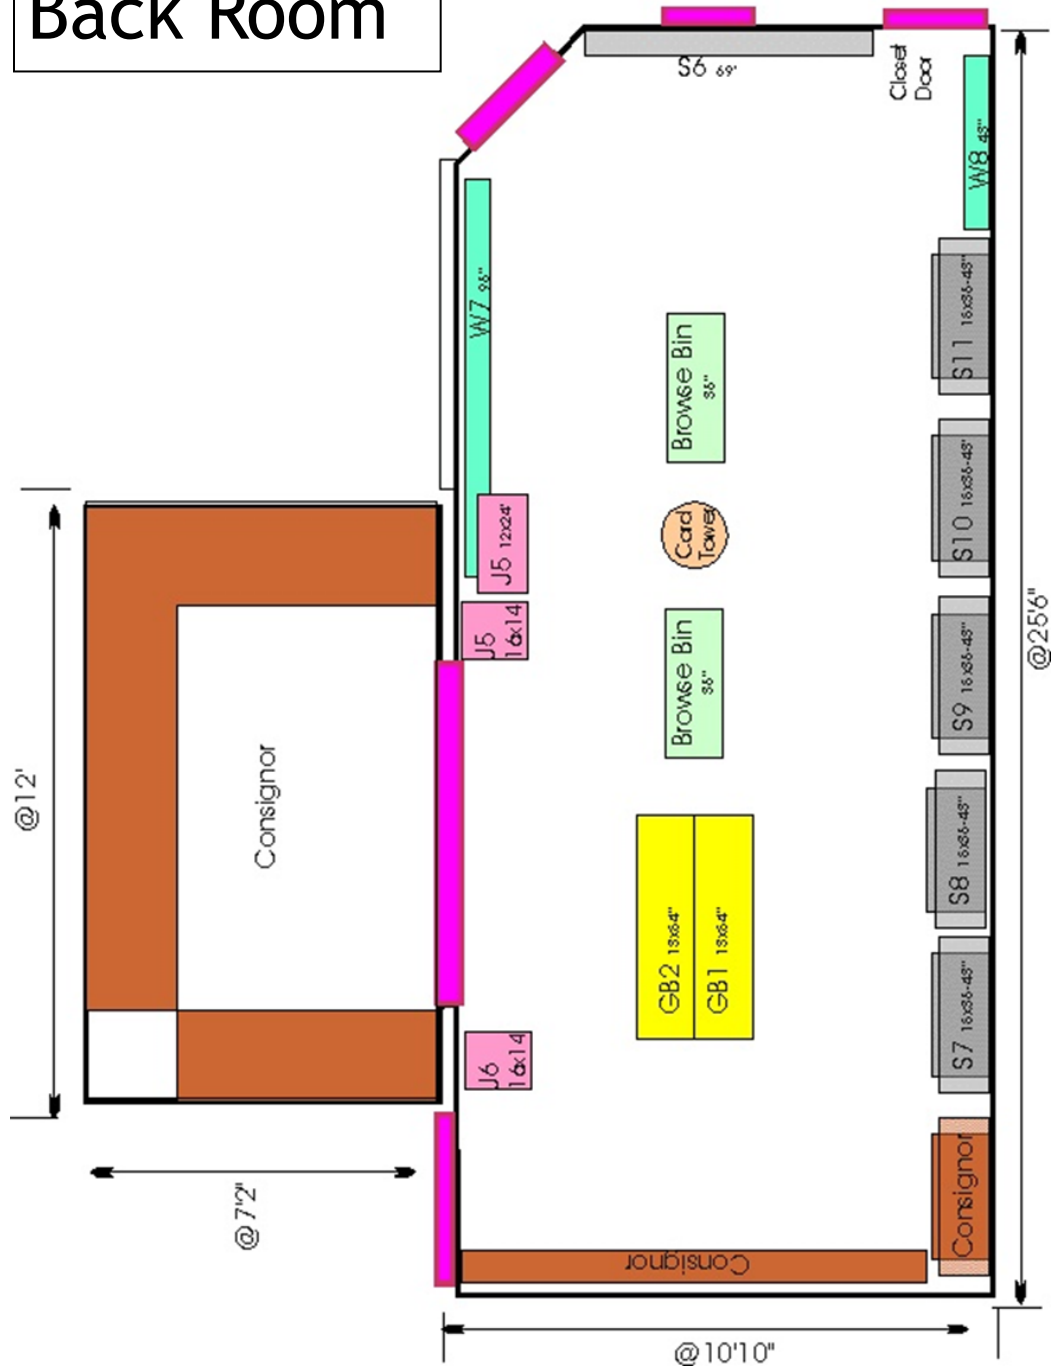 Back Room
S6 69'
Closet
Door
W8 48"
W7 96"
S11 16x36-48"
Browse Bin
36"
S10 16x36-48"
J5 12x24'
Card
Tower
J5
16x14
S9 16x36-48"
Browse Bin
36"
@25'6"
@12'
Consignor
S8 16x36-48"
GB2 18x64"
GB1 18x64"
S7 16x36-48"
J6
16x14
Consignor
@7'2"
Consignor
@10'10"